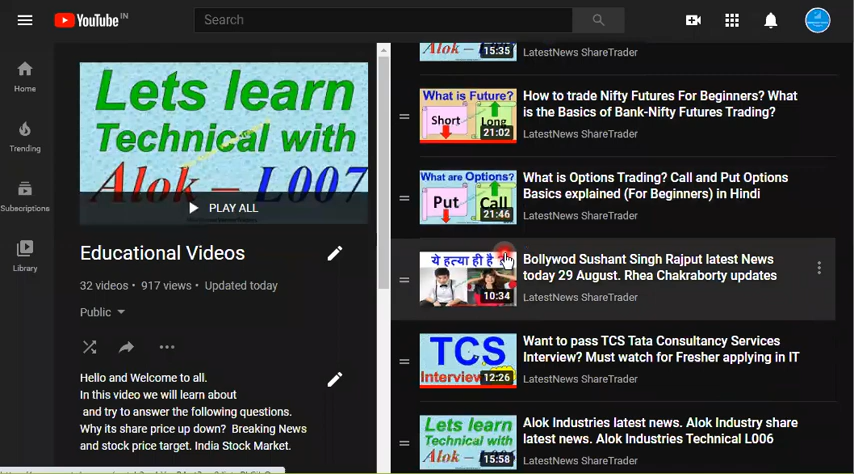 YouTube IN
Search
Home
Trending
Subscriptions
Library
Lets learn
Technical with
Alok - L007
PLAY ALL
Educational Videos
32 videos • 917 views • Updated today
Public
Hello and Welcome to all.
In this video we will learn about
and try to answer the following questions.
Why its share price up down? Breaking News
and stock price target. India Stock Market.
15:35
LatestNews ShareTrader
What is Future?
Short
Long
21:02
How to trade Nifty Futures For Beginners? What
is the Basics of Bank-Nifty Futures Trading?
LatestNews ShareTrader
What are Options?
Put
Call
21:46
What is Options Trading? Call and Put Options
Basics explained (For Beginners) in Hindi
LatestNews ShareTrader
ये हत्या ही है
10:34
Bollywod Sushant Singh Rajput latest News
today 29 August. Rhea Chakraborty updates
LatestNews ShareTrader
TCS
Interview
12:26
Want to pass TCS Tata Consultancy Services
Interview? Must watch for Fresher applying in IT
LatestNews ShareTrader
Lets learn
Technical with
Alok
15:58
Alok Industries latest news. Alok Industry share
latest news. Alok Industries Technical L006
LatestNews ShareTrader